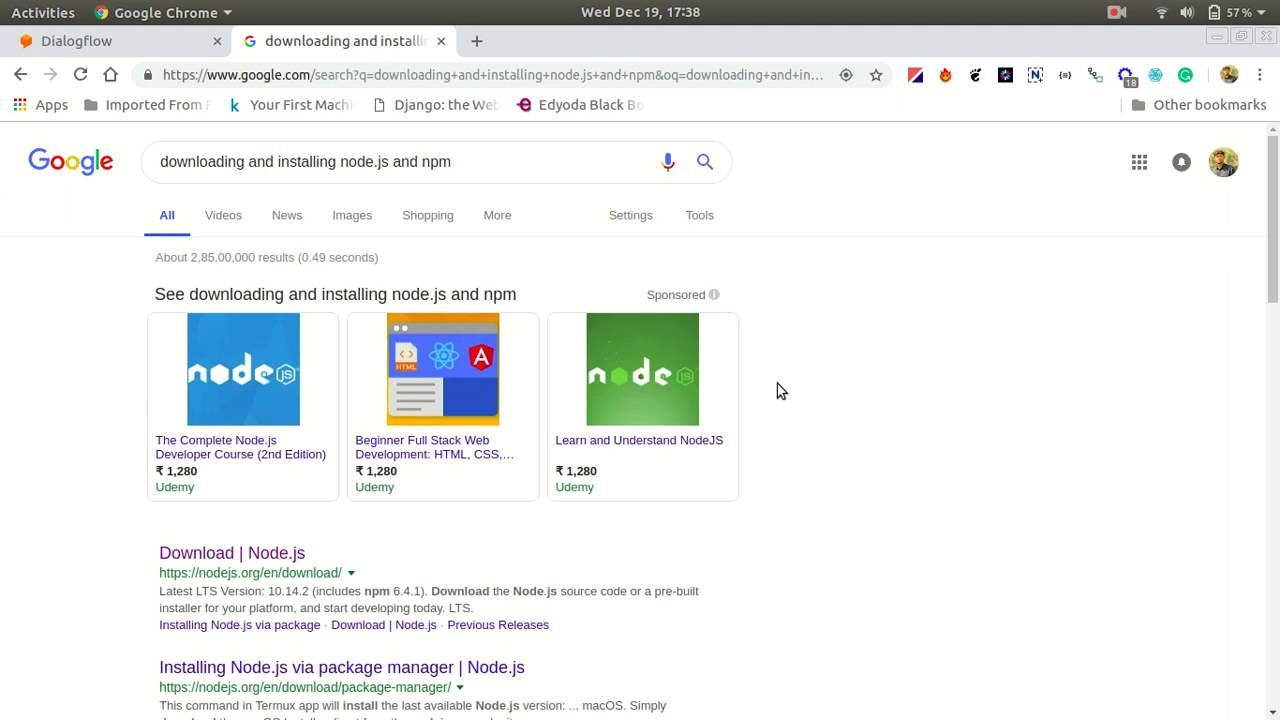 Activities Google Chrome Wed Dec 19, 17:38 57 %
Dialogflow downloading and installin
https://www.google.com/search?q=downloading+and+installing+node.js+and+npm&oq=downloading+and+in... 18
Apps Imported From F Your First Machi Django: the Web Edyoda Black Bo Other bookmarks
Google downloading and installing node.js and npm
All Videos News Images Shopping More Settings Tools
About 2,85,00,000 results (0.49 seconds)
See downloading and installing node.js and npm Sponsored
node JS HTML A node JS
The Complete Node.js Developer Course (2nd Edition)
₹ 1,280
Udemy
Beginner Full Stack Web Development: HTML, CSS,...
₹ 1,280
Udemy
Learn and Understand NodeJS
₹ 1,280
Udemy
Download | Node.js
https://nodejs.org/en/download/
Latest LTS Version: 10.14.2 (includes npm 6.4.1). Download the Node.js source code or a pre-built
installer for your platform, and start developing today. LTS.
Installing Node.js via package · Download | Node.js · Previous Releases
Installing Node.js via package manager | Node.js
https://nodejs.org/en/download/package-manager/
This command in Termux app will install the last available Node.js version: ... macOS. Simply